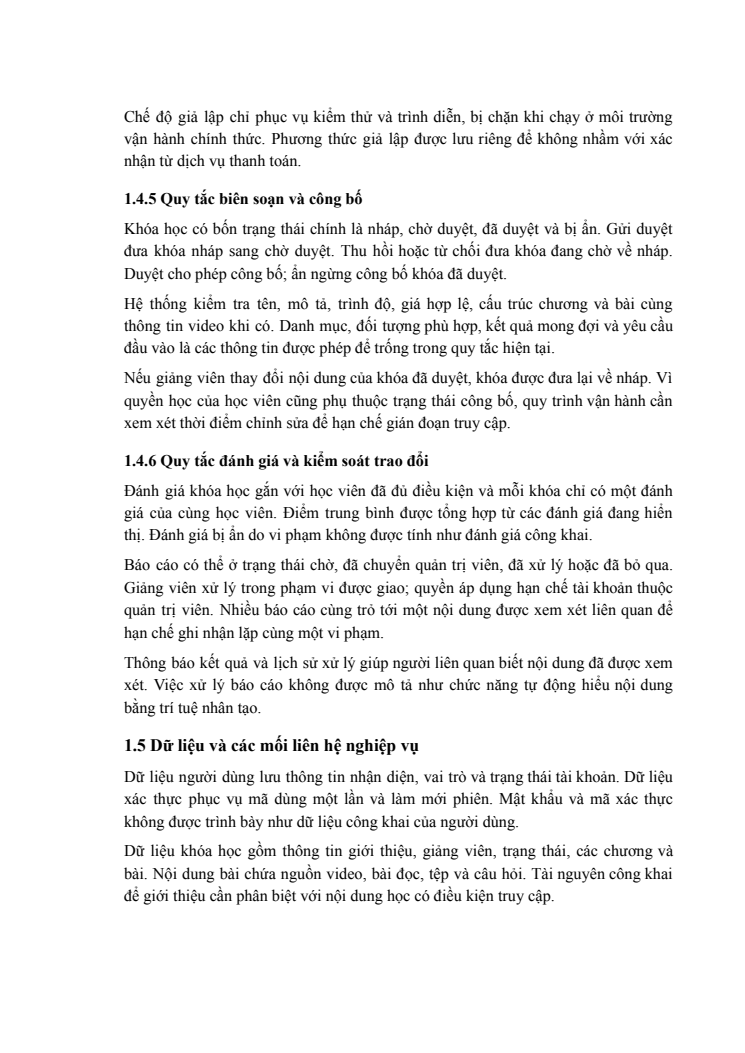 Chế độ giả lập chỉ phục vụ kiểm thử và trình diễn, bị chặn khi chạy ở môi trường
vận hành chính thức. Phương thức giả lập được lưu riêng để không nhầm với xác
nhận từ dịch vụ thanh toán.
1.4.5 Quy tắc biên soạn và công bố
Khóa học có bốn trạng thái chính là nháp, chờ duyệt, đã duyệt và bị ẩn. Gửi duyệt
đưa khóa nháp sang chờ duyệt. Thu hồi hoặc từ chối đưa khóa đang chờ về nháp.
Duyệt cho phép công bố; ẩn ngừng công bố khóa đã duyệt.
Hệ thống kiểm tra tên, mô tả, trình độ, giá hợp lệ, cấu trúc chương và bài cùng
thông tin video khi có. Danh mục, đối tượng phù hợp, kết quả mong đợi và yêu cầu
đầu vào là các thông tin được phép để trống trong quy tắc hiện tại.
Nếu giảng viên thay đổi nội dung của khóa đã duyệt, khóa được đưa lại về nháp. Vì
quyền học của học viên cũng phụ thuộc trạng thái công bố, quy trình vận hành cần
xem xét thời điểm chỉnh sửa để hạn chế gián đoạn truy cập.
1.4.6 Quy tắc đánh giá và kiểm soát trao đổi
Đánh giá khóa học gắn với học viên đã đủ điều kiện và mỗi khóa chỉ có một đánh
giá của cùng học viên. Điểm trung bình được tổng hợp từ các đánh giá đang hiển
thị. Đánh giá bị ẩn do vi phạm không được tính như đánh giá công khai.
Báo cáo có thể ở trạng thái chờ, đã chuyển quản trị viên, đã xử lý hoặc đã bỏ qua.
Giảng viên xử lý trong phạm vi được giao; quyền áp dụng hạn chế tài khoản thuộc
quản trị viên. Nhiều báo cáo cùng trỏ tới một nội dung được xem xét liên quan để
hạn chế ghi nhận lặp cùng một vi phạm.
Thông báo kết quả và lịch sử xử lý giúp người liên quan biết nội dung đã được xem
xét. Việc xử lý báo cáo không được mô tả như chức năng tự động hiểu nội dung
bằng trí tuệ nhân tạo.
1.5 Dữ liệu và các mối liên hệ nghiệp vụ
Dữ liệu người dùng lưu thông tin nhận diện, vai trò và trạng thái tài khoản. Dữ liệu
xác thực phục vụ mã dùng một lần và làm mới phiên. Mật khẩu và mã xác thực
không được trình bày như dữ liệu công khai của người dùng.
Dữ liệu khóa học gồm thông tin giới thiệu, giảng viên, trạng thái, các chương và
bài. Nội dung bài chứa nguồn video, bài đọc, tệp và câu hỏi. Tài nguyên công khai
để giới thiệu cần phân biệt với nội dung học có điều kiện truy cập.